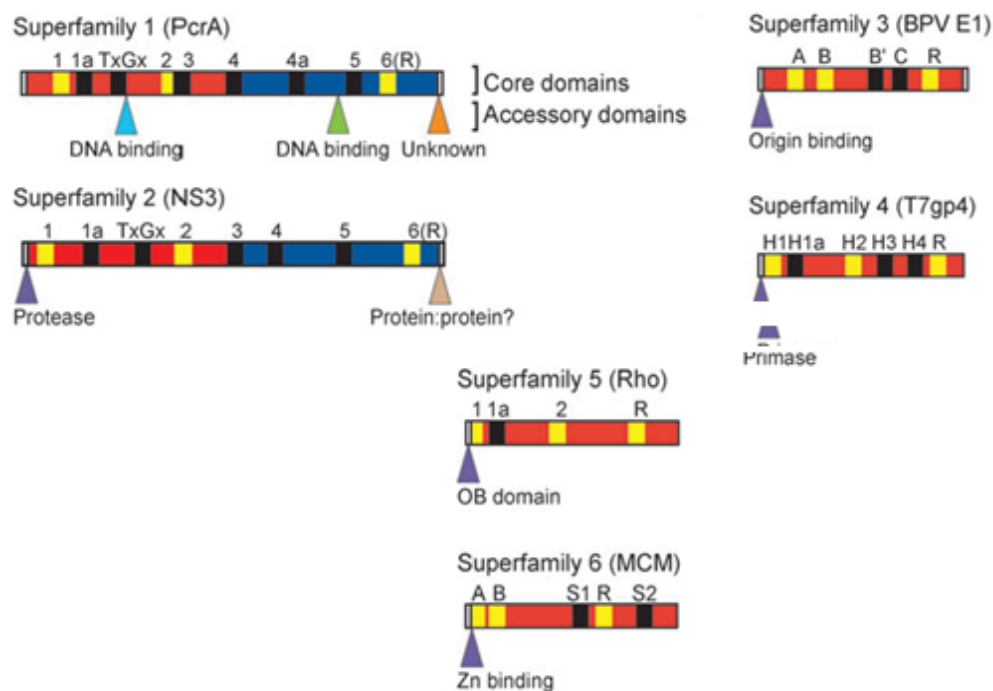 Superfamily 1 (PcrA)
1 1a TxGx 2 3 4 4a 5 6(R)
Core domains
Accessory domains
DNA binding DNA binding Unknown
Superfamily 2 (NS3)
1 1a TxGx 2 3 4 5 6(R)
Protease Protein:protein?
Superfamily 3 (BPV E1)
A B B' C R
Origin binding
Superfamily 4 (T7gp4)
H1H1a H2 H3 H4 R
Primase
Superfamily 5 (Rho)
1 1a 2 R
OB domain
Superfamily 6 (MCM)
A B S1 R S2
Zn binding